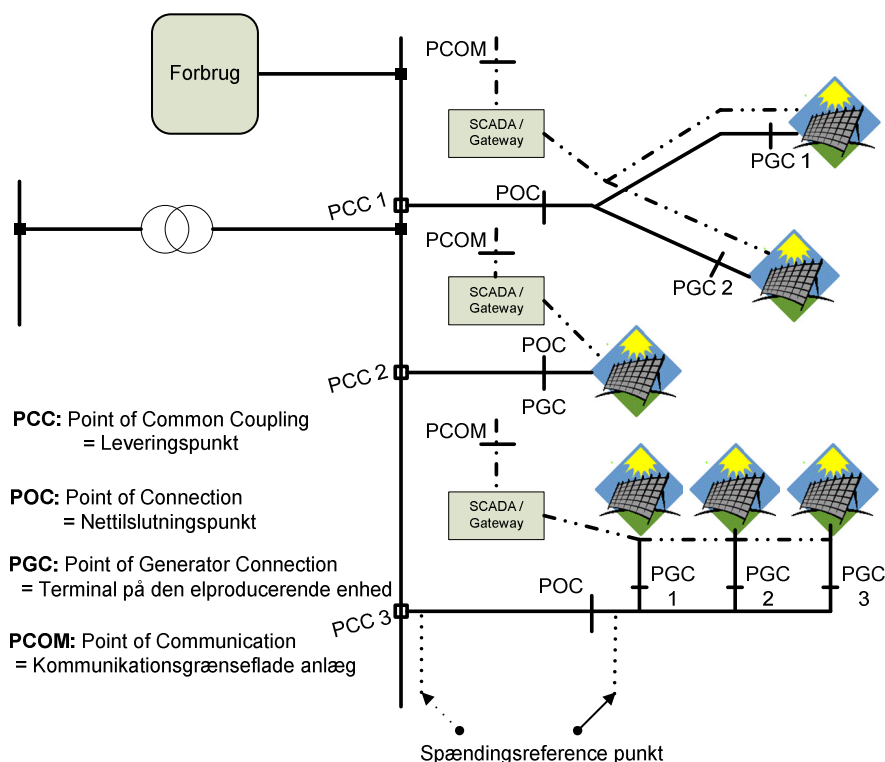 Forbrug
PCOM
SCADA /
Gateway
PGC 1
PCC 1
POC
PGC 2
PCOM
SCADA /
Gateway
POC
PCC 2
PGC
PCC: Point of Common Coupling
= Leveringspunkt
PCOM
POC: Point of Connection
= Nettilslutningspunkt
SCADA /
Gateway
PGC: Point of Generator Connection
= Terminal på den elproducerende enhed
POC
PGC
1
PGC
2
PGC
3
PCC 3
PCOM: Point of Communication
= Kommunikationsgrænseflade anlæg
Spændingsreference punkt